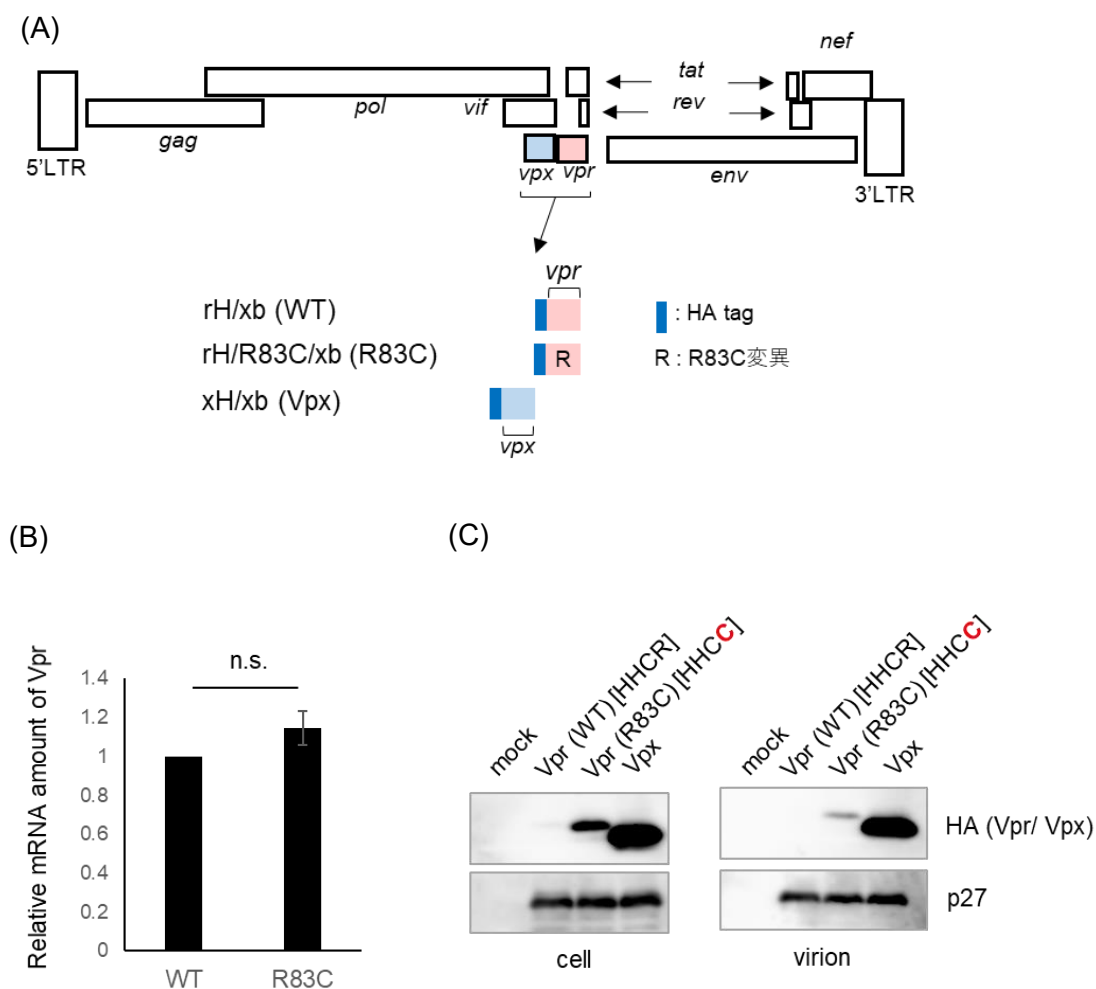 (A)
nef
tat
pol
vif
rev
gag
5'LTR
vpx
vpr
env
3'LTR
vpr
rH/xb (WT)
: HA tag
rH/R83C/xb (R83C)
R
R : R83C変異
xH/xb (Vpx)
vpx
(B)
Relative mRNA amount of Vpr
n.s.
1.4
1.2
1
0.8
0.6
0.4
0.2
0
WT
R83C
(C)
mock
Vpr (WT) [HHCR]
Vpr (R83C) [HHCC]
Vpx
mock
Vpr (WT) [HHCR]
Vpr (R83C) [HHCC]
Vpx
HA (Vpr/ Vpx)
p27
cell
virion